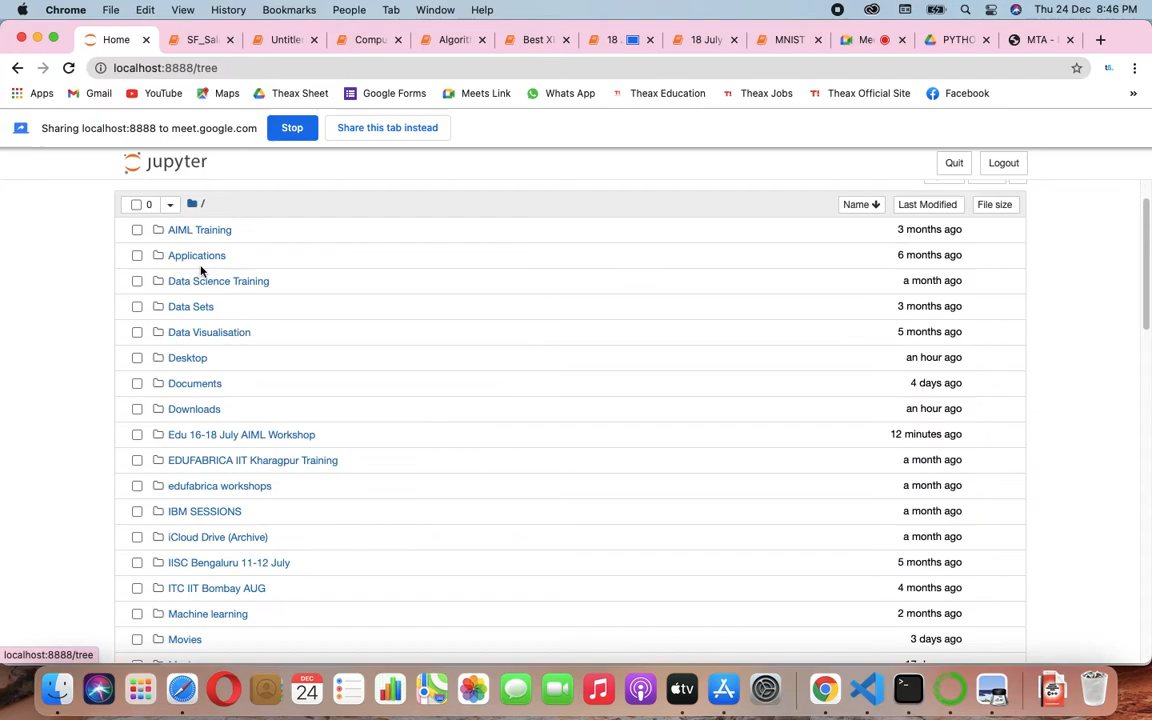 Chrome File Edit View History Bookmarks People Tab Window Help Thu 24 Dec 8:46 PM
Home SF_Sal Untitle Compu Algorit Best XI 18 18 July MNIST Me PYTHO MTA -
localhost:8888/tree
Apps Gmail YouTube Maps Theax Sheet Google Forms Meets Link Whats App Theax Education Theax Jobs Theax Official Site Facebook »
Sharing localhost:8888 to meet.google.com Stop Share this tab instead
jupyter Quit Logout
0 / Name Last Modified File size
AIML Training 3 months ago
Applications 6 months ago
Data Science Training a month ago
Data Sets 3 months ago
Data Visualisation 5 months ago
Desktop an hour ago
Documents 4 days ago
Downloads an hour ago
Edu 16-18 July AIML Workshop 12 minutes ago
EDUFABRICA IIT Kharagpur Training a month ago
edufabrica workshops a month ago
IBM SESSIONS a month ago
iCloud Drive (Archive) a month ago
IISC Bengaluru 11-12 July 5 months ago
ITC IIT Bombay AUG 4 months ago
Machine learning 2 months ago
Movies 3 days ago
localhost:8888/tree
DEC
24
tv